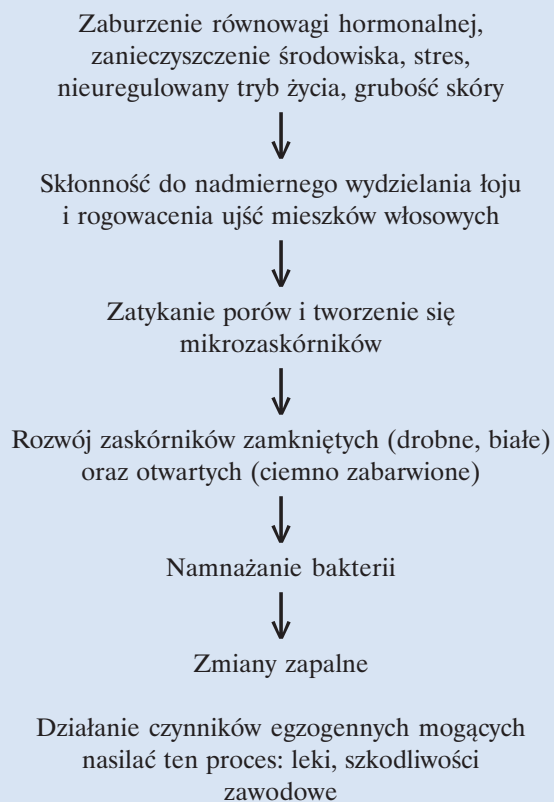 Zaburzenie równowagi hormonalnej,
zanieczyszczenie środowiska, stres,
nieuregulowany tryb życia, grubość skóry
Skłonność do nadmiernego wydzielania łoju
i rogowacenia ujść mieszków włosowych
Zatykanie porów i tworzenie się
mikrozaskórników
Rozwój zaskórników zamkniętych (drobne, białe)
oraz otwartych (ciemno zabarwione)
Namnażanie bakterii
Zmiany zapalne
Działanie czynników egzogennych mogących
nasilać ten proces: leki, szkodliwości
zawodowe